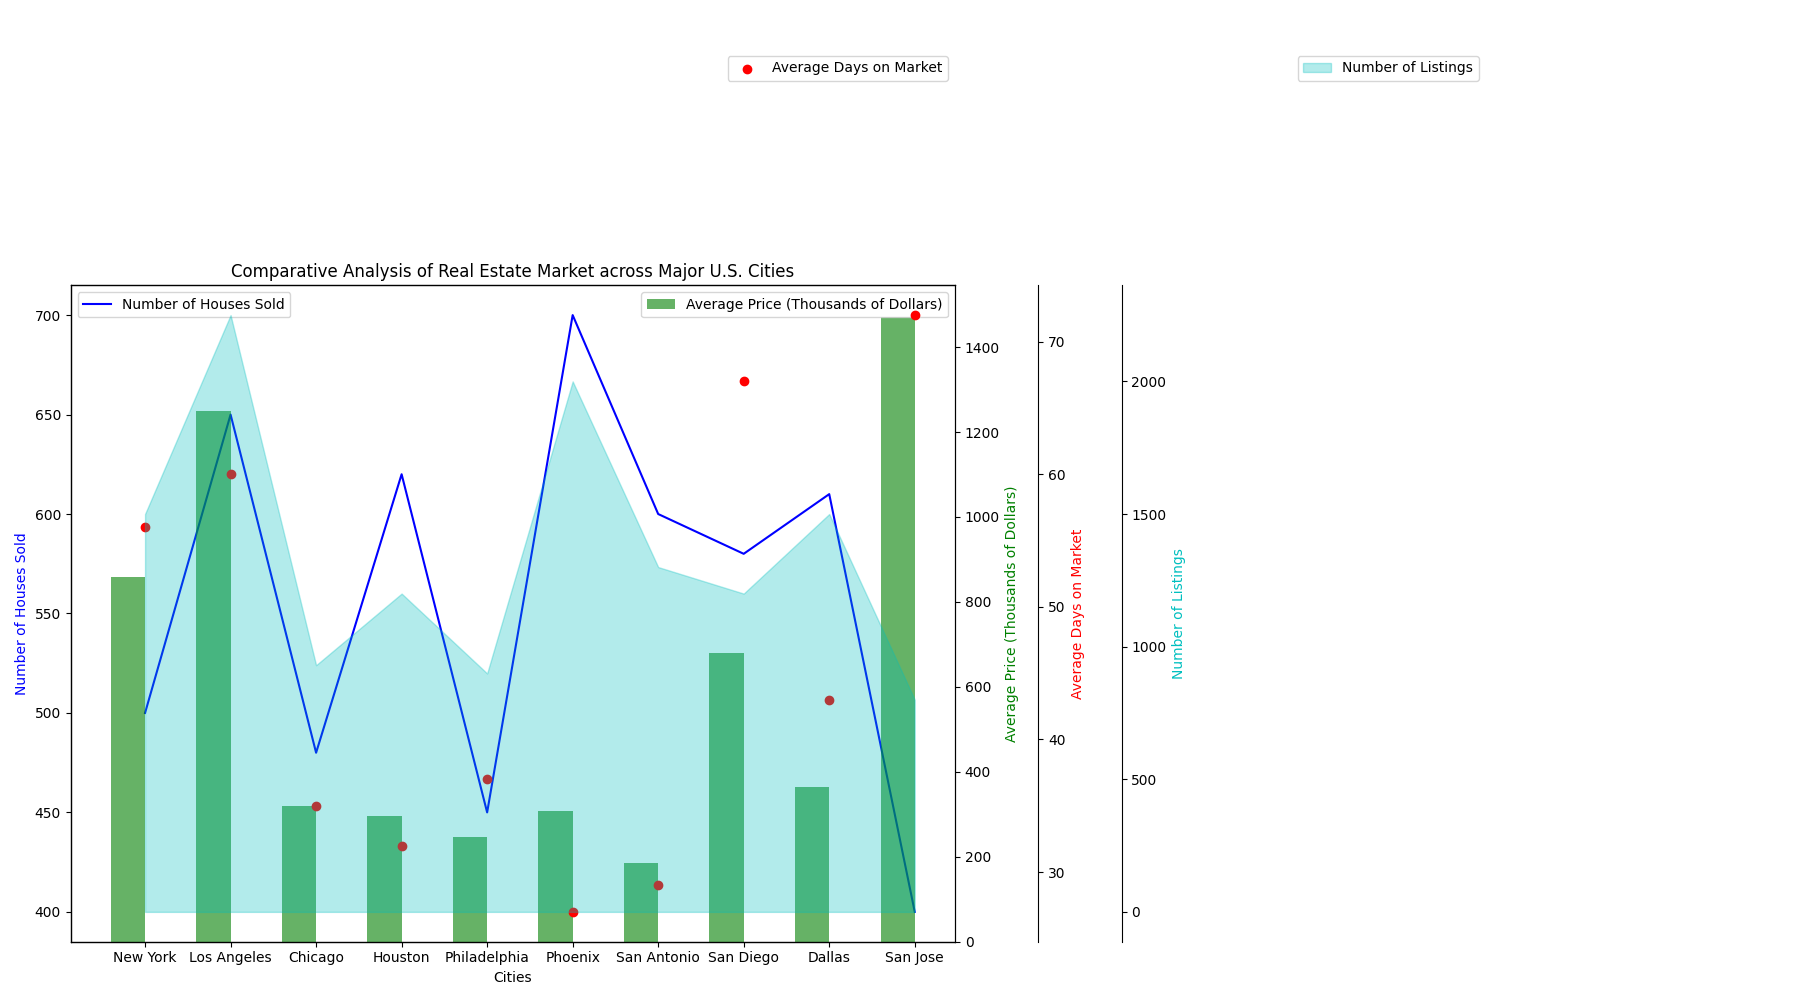 Average Days on Market
Number of Listings
Comparative Analysis of Real Estate Market across Major U.S. Cities
Number of Houses Sold
Average Price (Thousands of Dollars)
700
650
600
550
500
450
400
Number of Houses Sold
1400
1200
1000
800
600
400
200
0
Average Price (Thousands of Dollars)
70
60
50
40
30
Average Days on Market
2000
1500
1000
500
0
Number of Listings
New York Los Angeles Chicago Houston Philadelphia Phoenix San Antonio San Diego Dallas San Jose
Cities